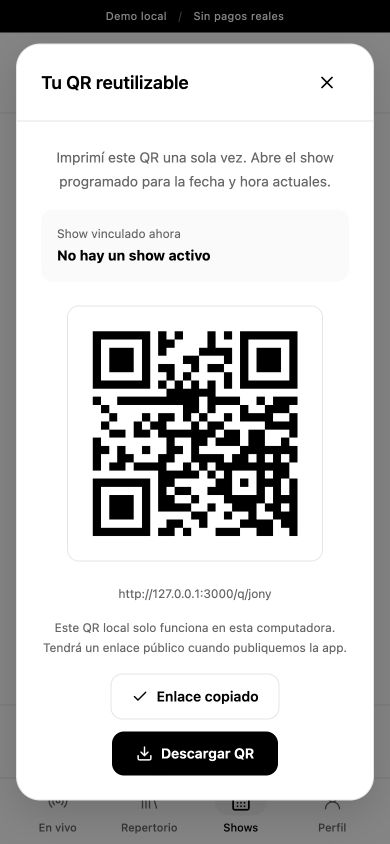 Demo local / Sin pagos reales
Tu QR reutilizable
Imprimí este QR una sola vez. Abre el show
programado para la fecha y hora actuales.
Show vinculado ahora
No hay un show activo
http://127.0.0.1:3000/q/jony
Este QR local solo funciona en esta computadora.
Tendrá un enlace público cuando publiquemos la app.
Enlace copiado
Descargar QR
En vivo
Repertorio
Shows
Perfil